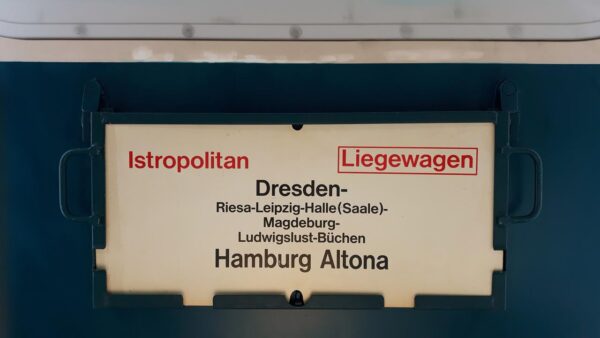 Istropolitan Liegewagen
Dresden-
Riesa-Leipzig-Halle(Saale)-
Magdeburg-
Ludwigslust-Büchen
Hamburg Altona